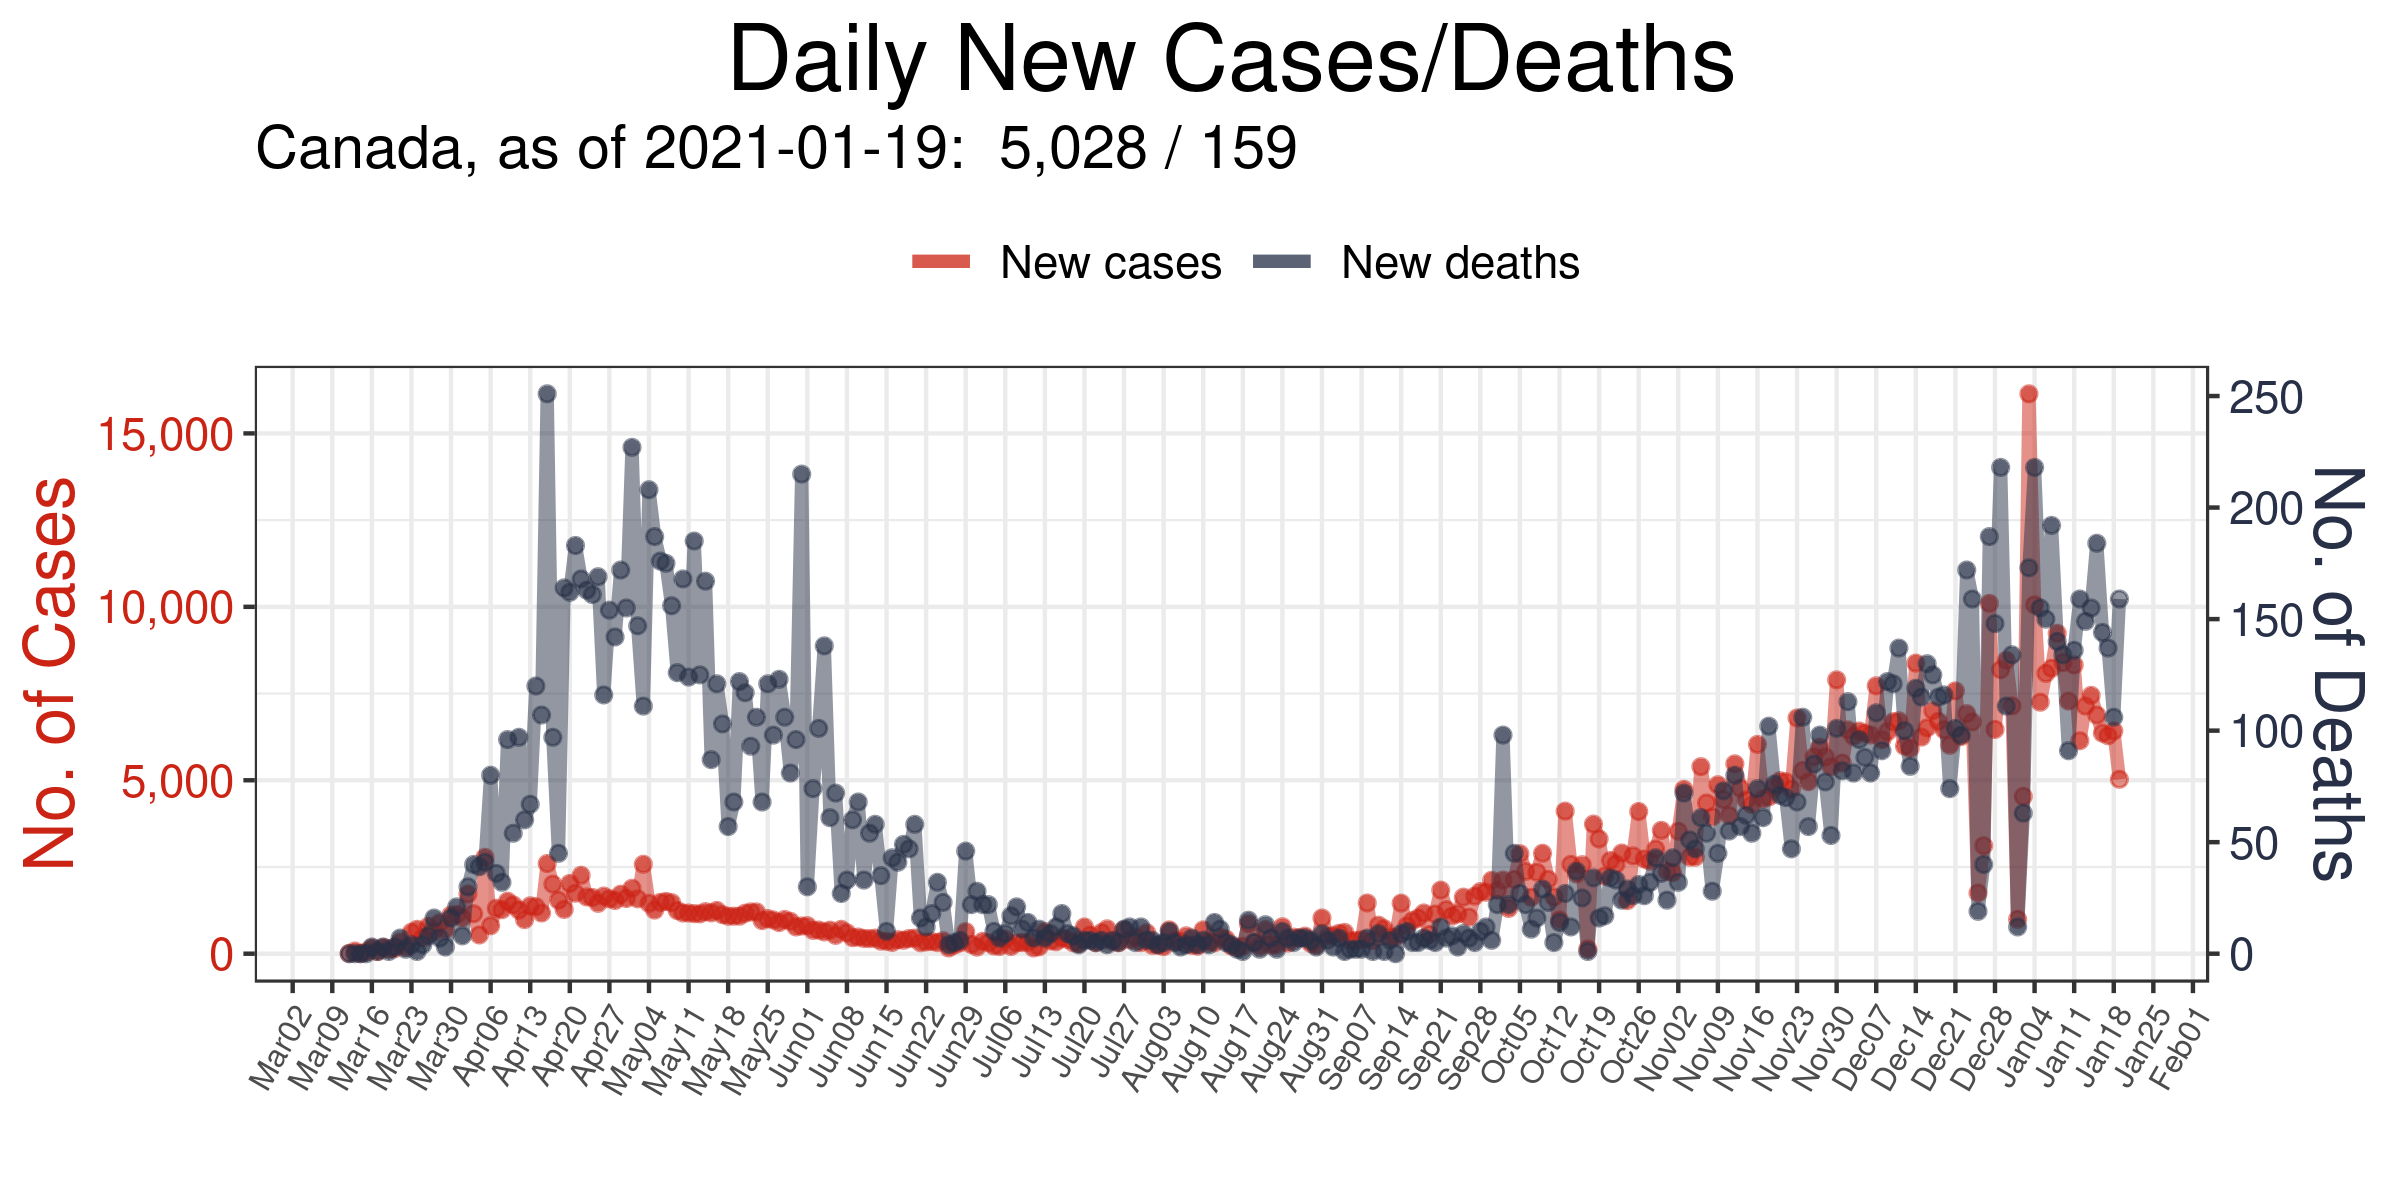 Daily New Cases/Deaths
Canada, as of 2021-01-19:  5,028 / 159
New cases
New deaths
No. of Cases
15,000
10,000
5,000
0
250
200
150
100
50
0
No. of Deaths
Mar02
Mar09
Mar16
Mar23
Mar30
Apr06
Apr13
Apr20
Apr27
May04
May11
May18
May25
Jun01
Jun08
Jun15
Jun22
Jun29
Jul06
Jul13
Jul20
Jul27
Aug03
Aug10
Aug17
Aug24
Aug31
Sep07
Sep14
Sep21
Sep28
Oct05
Oct12
Oct19
Oct26
Nov02
Nov09
Nov16
Nov23
Nov30
Dec07
Dec14
Dec21
Dec28
Jan04
Jan11
Jan18
Jan25
Feb01